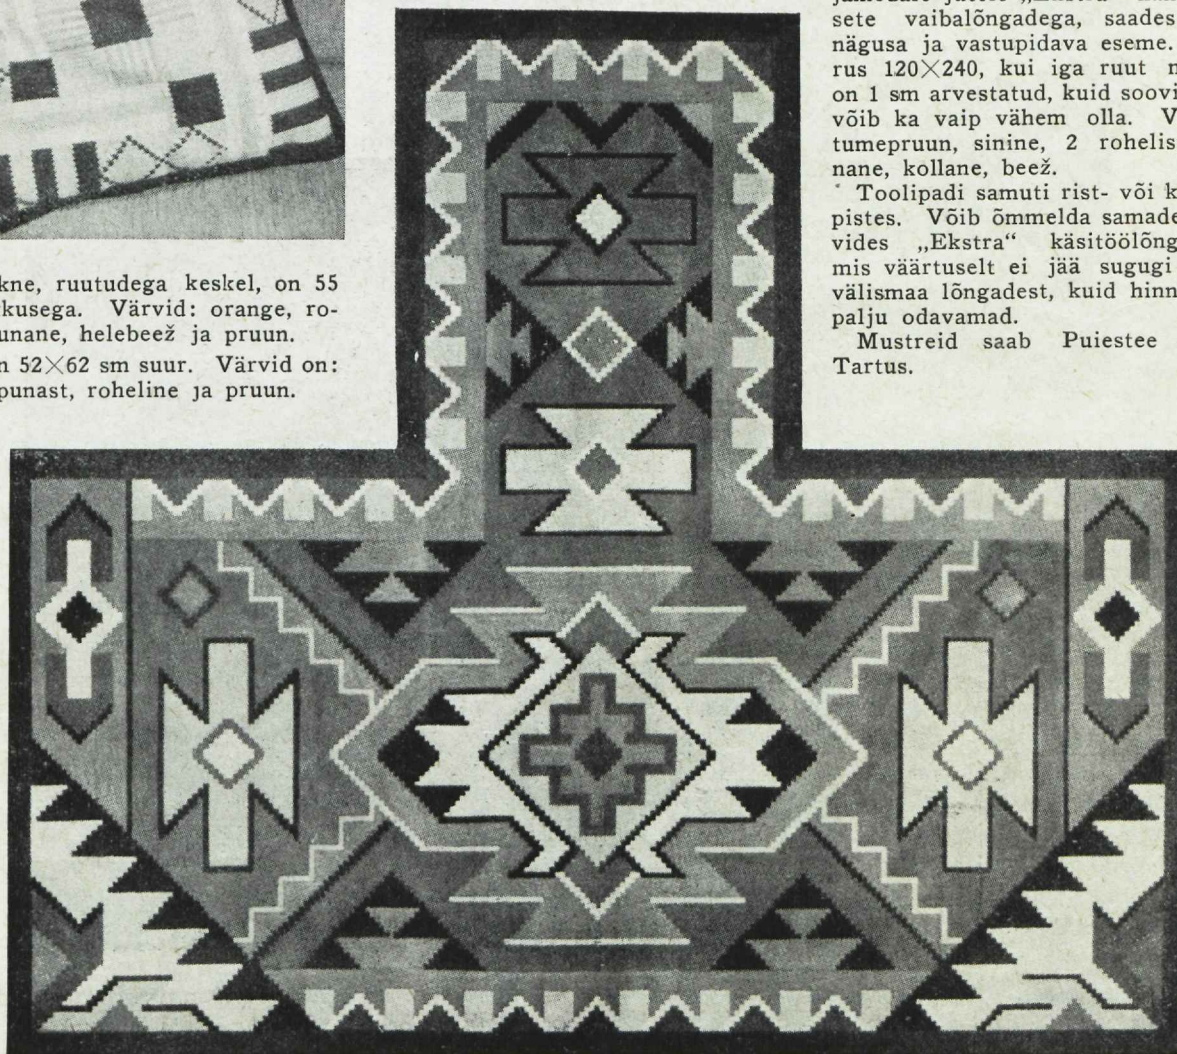 kne, ruutudega keskel, on 55
kusega. Värvid: orange, ro-
unane, helebeež ja pruun.
n 52×62 sm suur. Värvid on:
punast, roheline ja pruun.
sete vaibalõngadega, saades
nägusa ja vastupidava eseme.
rus 120×240, kui iga ruut
on 1 sm arvestatud, kuid soovi
võib ka vaip vähem olla. V
tumepruun, sinine, 2 rohelis
nane, kollane, beež.
Toolipadi samuti rist- või k
pistes. Võib õmmelda samade
vides „Ekstra“ käsitöölõng
mis väärtuselt ei jää sugugi
välismaa lõngadest, kuid hinn
palju odavamad.
Mustreid saab Puiestee
Tartus.